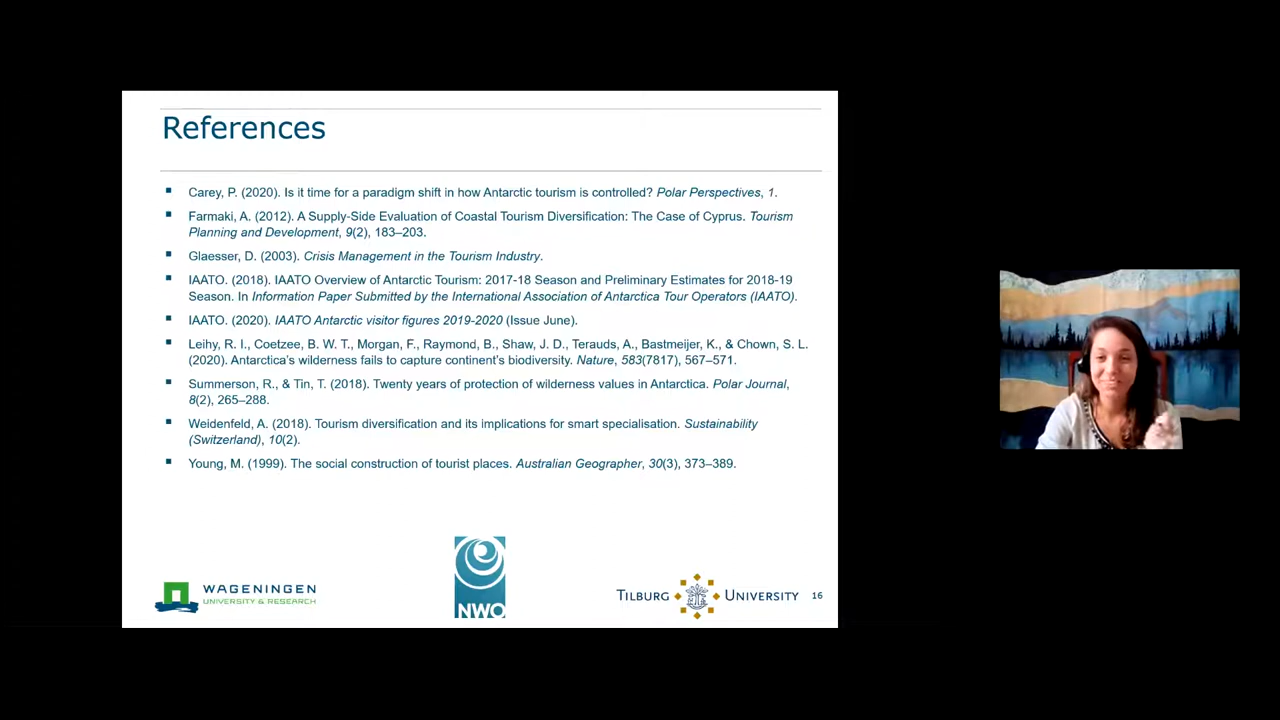 References
Carey, P. (2020). Is it time for a paradigm shift in how Antarctic tourism is controlled? Polar Perspectives, 1.
Farmaki, A. (2012). A Supply-Side Evaluation of Coastal Tourism Diversification: The Case of Cyprus. Tourism
Planning and Development, 9(2), 183–203.
Glaesser, D. (2003). Crisis Management in the Tourism Industry.
IAATO. (2018). IAATO Overview of Antarctic Tourism: 2017-18 Season and Preliminary Estimates for 2018-19
Season. In Information Paper Submitted by the International Association of Antarctica Tour Operators (IAATO).
IAATO. (2020). IAATO Antarctic visitor figures 2019-2020 (Issue June).
Leihy, R. I., Coetzee, B. W. T., Morgan, F., Raymond, B., Shaw, J. D., Terauds, A., Bastmeijer, K., & Chown, S. L.
(2020). Antarctica's wilderness fails to capture continent's biodiversity. Nature, 583(7817), 567–571.
Summerson, R., & Tin, T. (2018). Twenty years of protection of wilderness values in Antarctica. Polar Journal,
8(2), 265–288.
Weidenfeld, A. (2018). Tourism diversification and its implications for smart specialisation. Sustainability
(Switzerland), 10(2).
Young, M. (1999). The social construction of tourist places. Australian Geographer, 30(3), 373–389.
WAGENINGEN
UNIVERSITY & RESEARCH
NWO
TILBURG UNIVERSITY
16